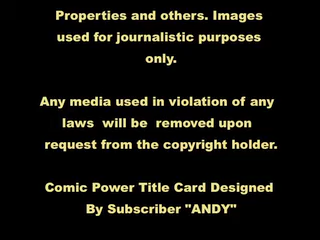 Properties and others. Images
used for journalistic purposes
only.
Any media used in violation of any
laws will be removed upon
request from the copyright holder.
Comic Power Title Card Designed
By Subscriber "ANDY"